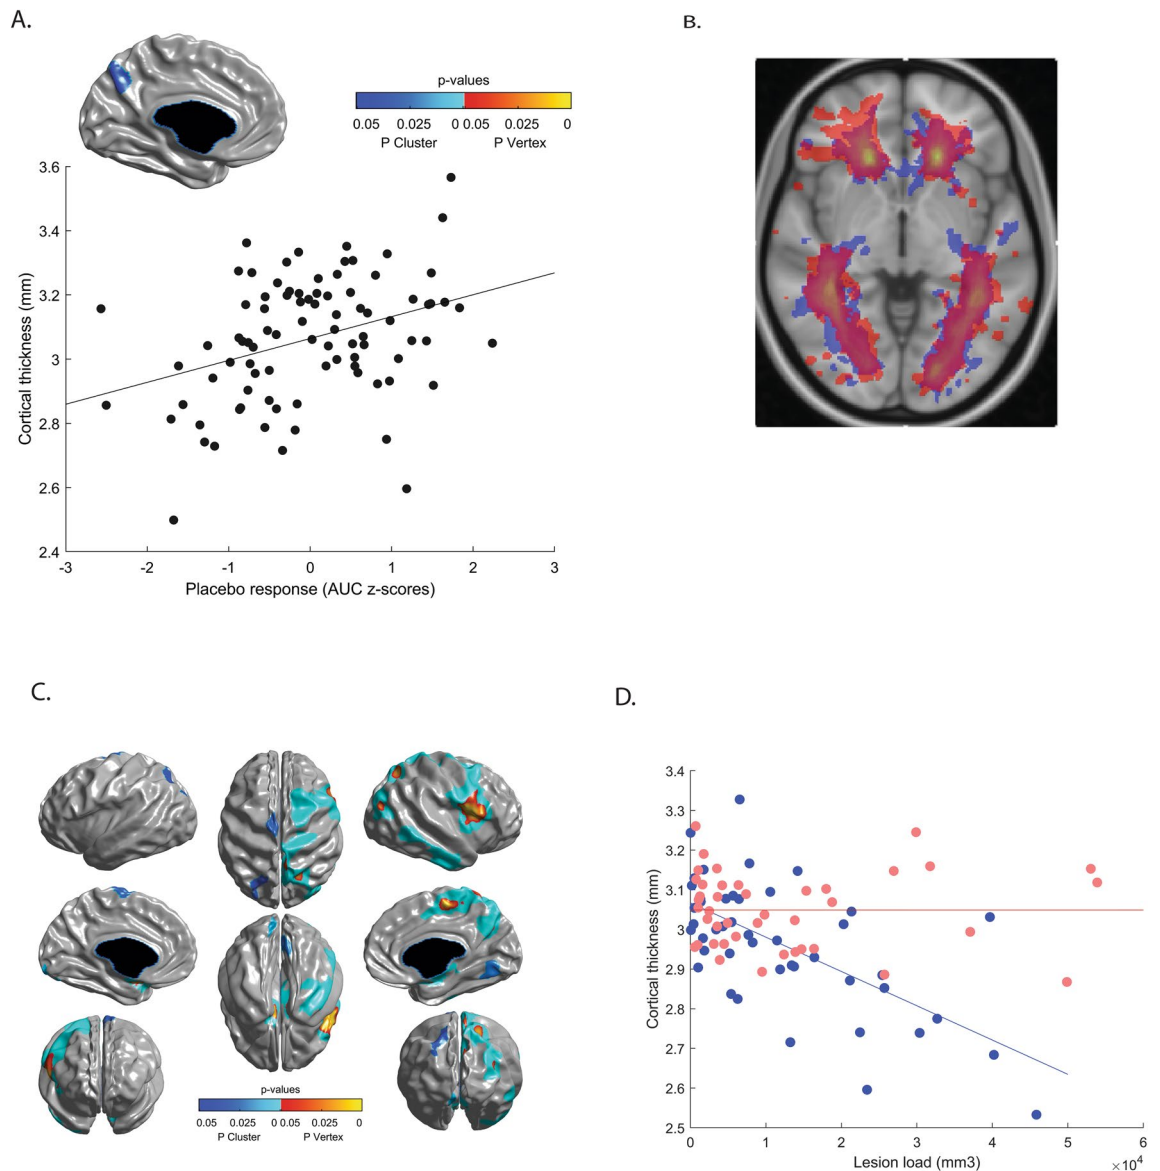 A.
B.
p-values
0.05 0.025 0 0.05 0.025 0
P Cluster P Vertex
3.6
3.4
3.2
3
2.8
2.6
2.4
Cortical thickness (mm)
-3 -2 -1 0 1 2 3
Placebo response (AUC z-scores)
C.
D.
p-values
0.05 0.025 0 0.05 0.025 0
P Cluster P Vertex
3.4
3.3
3.2
3.1
3
2.9
2.8
2.7
2.6
2.5
Cortical thickness (mm)
0 1 2 3 4 5 6
Lesion load (mm3)
×10⁴